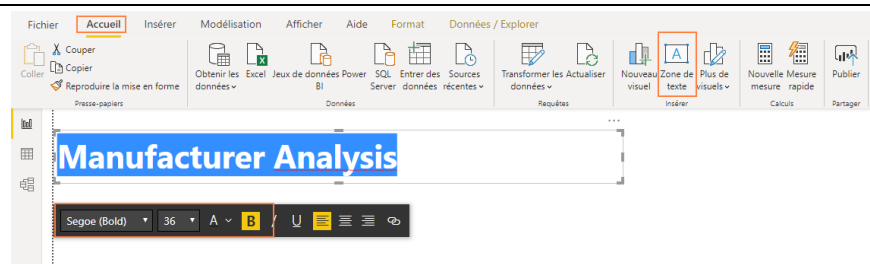 Fichier Accueil Insérer Modélisation Afficher Aide Format Données / Explorer
Coller
Couper
Copier
Reproduire la mise en forme
Presse-papiers
Obtenir les données
Excel
Jeux de données Power BI
SQL Server
Entrer des données
Sources récentes
Données
Transformer les données
Actualiser
Requêtes
Nouveau visuel
Zone de texte
Plus de visuels
Insérer
Nouvelle mesure
Mesure rapide
Calculs
Publier
Partager
Manufacturer Analysis
Segoe (Bold) 36 A B I U